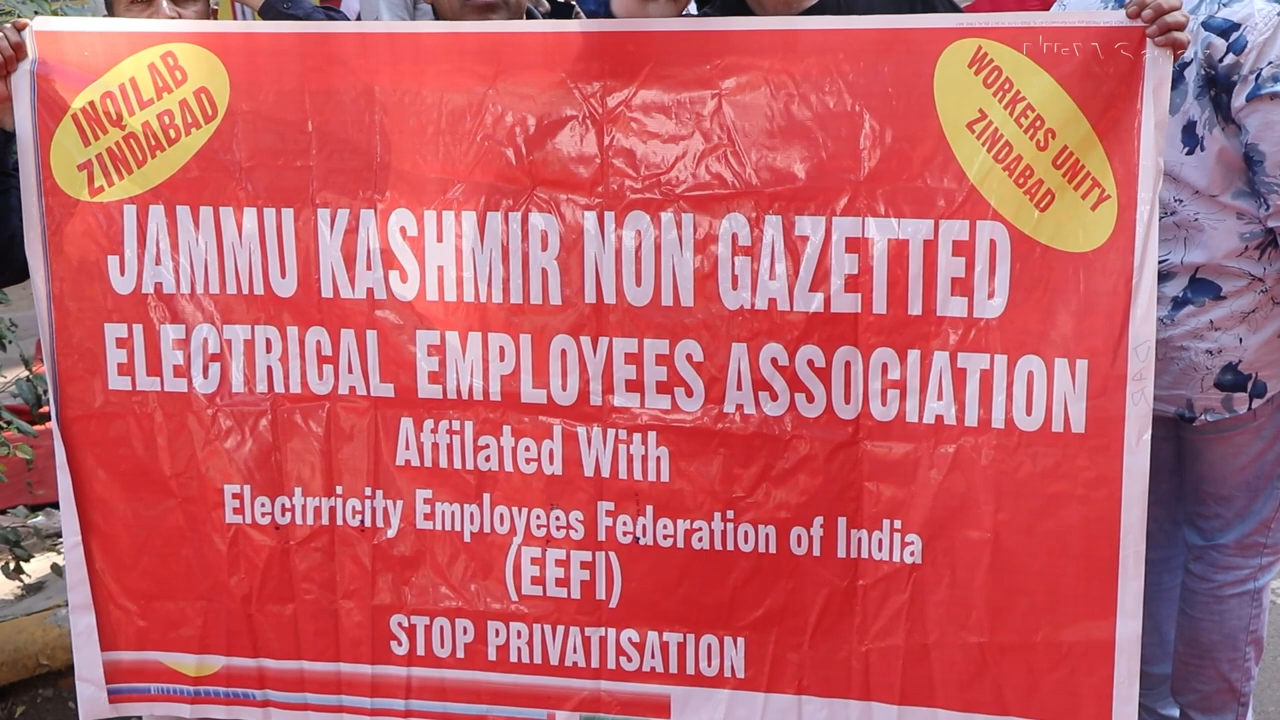 INQILAB
ZINDABAD
WORKERS UNITY
ZINDABAD
JAMMU KASHMIR NON GAZETTED
ELECTRICAL EMPLOYEES ASSOCIATION
Affilated With
Electrricity Employees Federation of India
(EEFI)
STOP PRIVATISATION